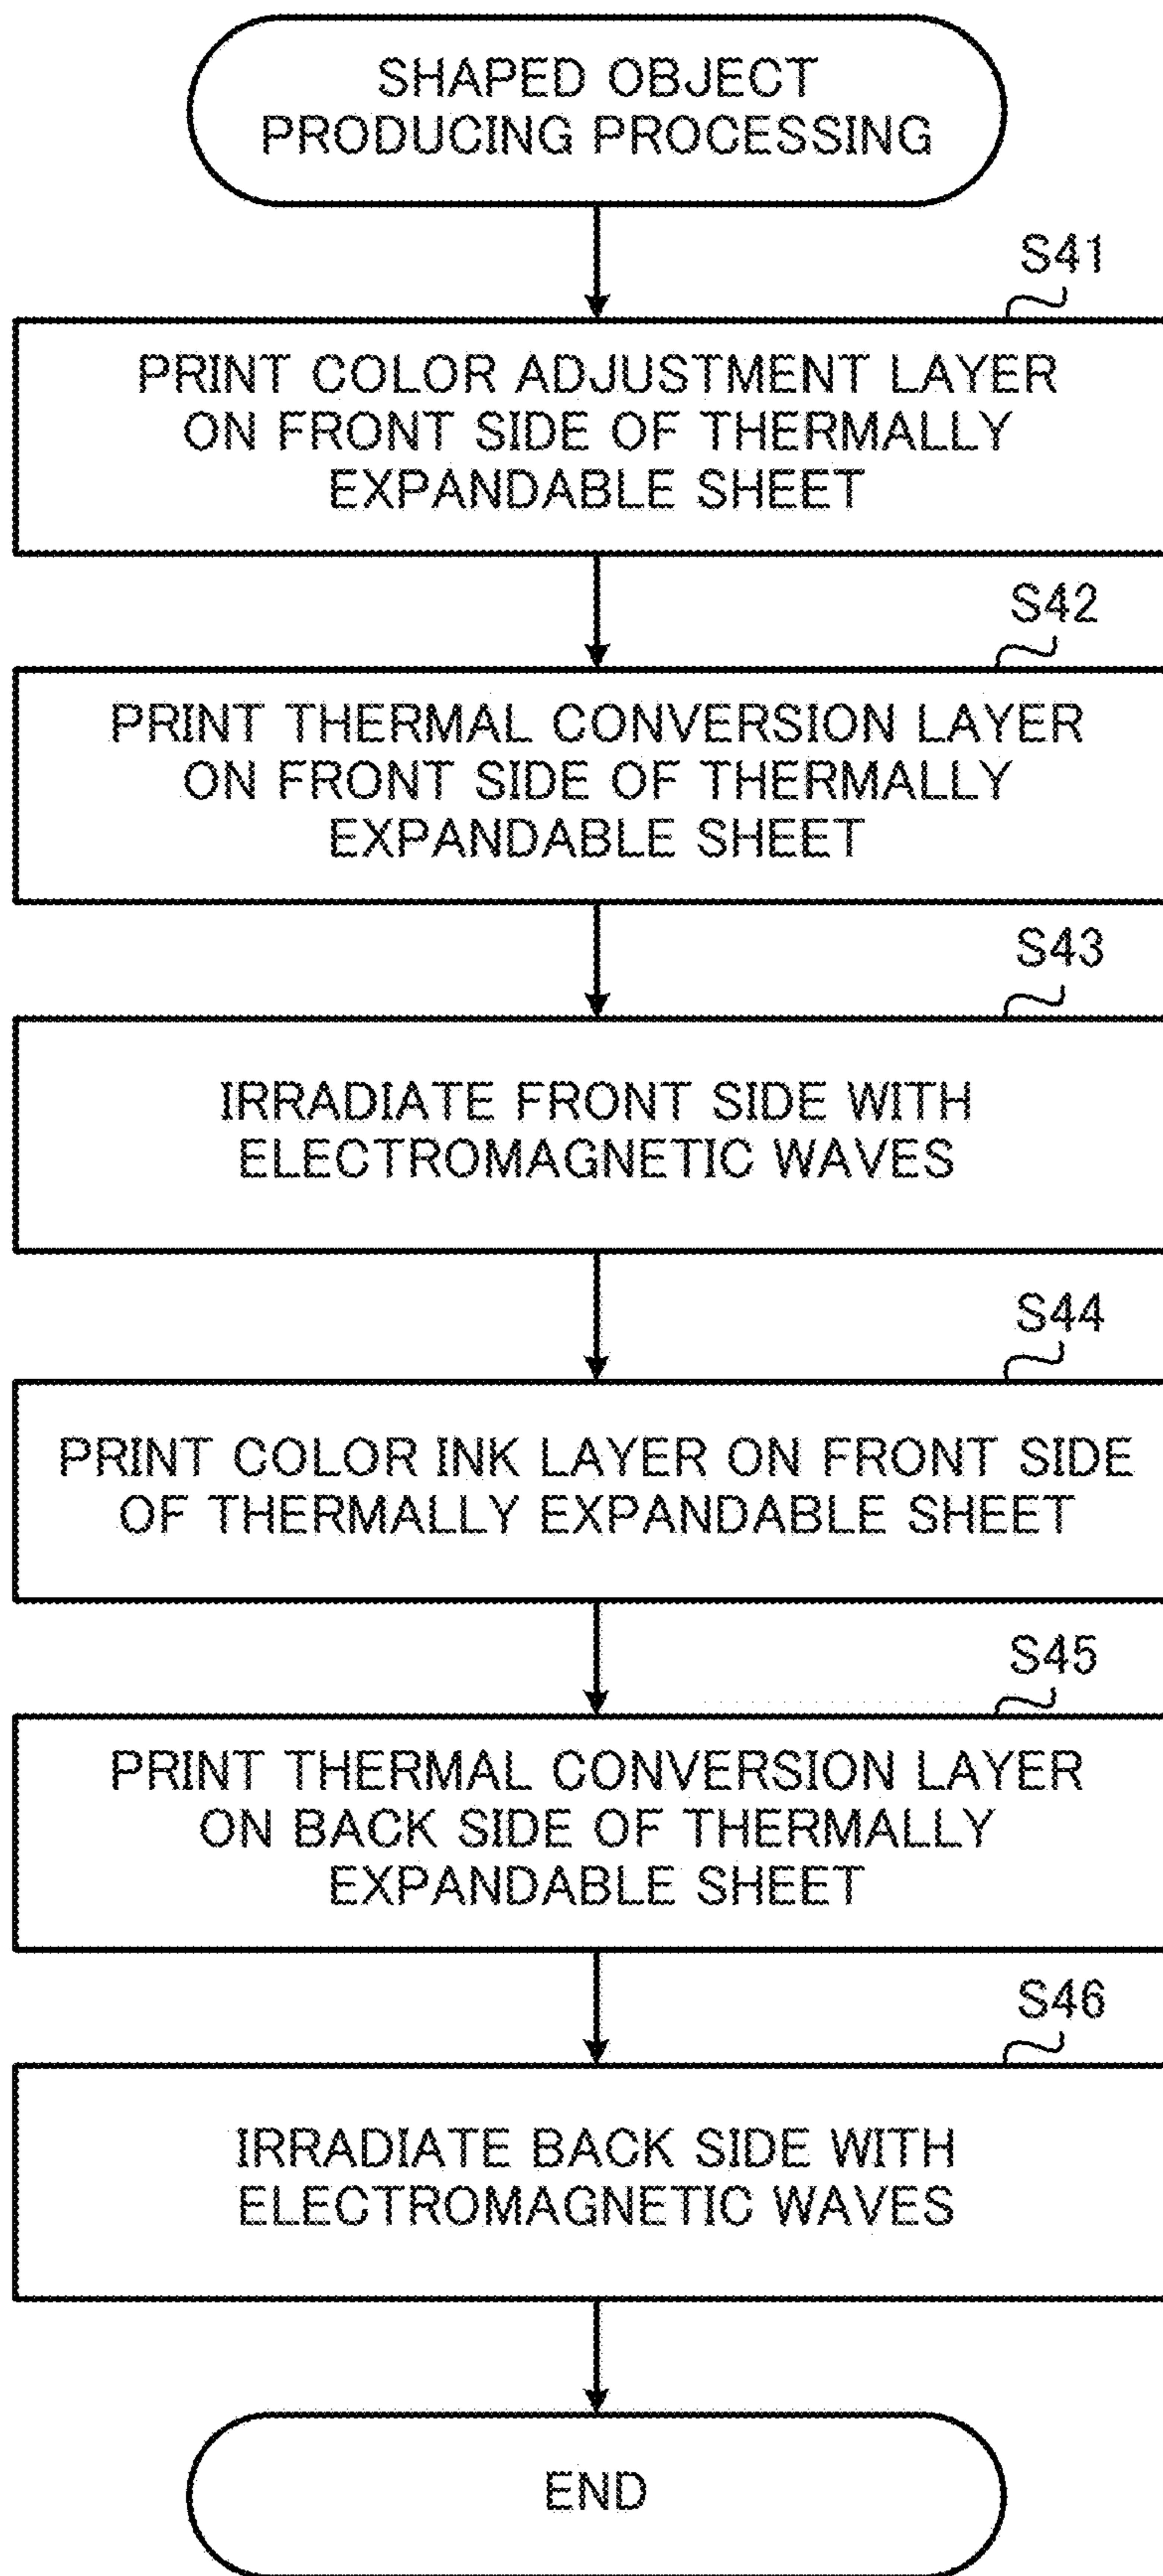 SHAPED OBJECT
PRODUCING PROCESSING
S41
PRINT COLOR ADJUSTMENT LAYER
ON FRONT SIDE OF THERMALLY
EXPANDABLE SHEET
S42
PRINT THERMAL CONVERSION LAYER
ON FRONT SIDE OF THERMALLY
EXPANDABLE SHEET
S43
IRRADIATE FRONT SIDE WITH
ELECTROMAGNETIC WAVES
S44
PRINT COLOR INK LAYER ON FRONT SIDE
OF THERMALLY EXPANDABLE SHEET
S45
PRINT THERMAL CONVERSION LAYER
ON BACK SIDE OF THERMALLY
EXPANDABLE SHEET
S46
IRRADIATE BACK SIDE WITH
ELECTROMAGNETIC WAVES
END